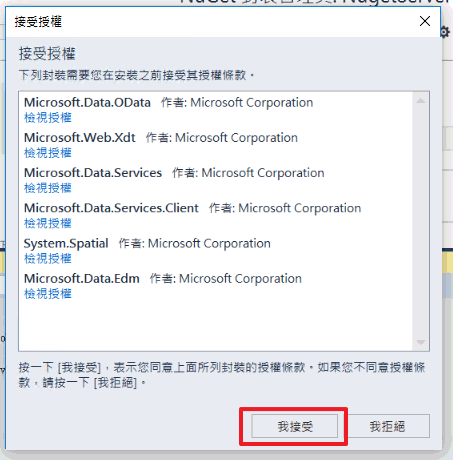 NuGet 封裝管理員: NugetServer
接受授權
接受授權
下列封裝需要您在安裝之前接受其授權條款。
Microsoft.Data.OData 作者: Microsoft Corporation
檢視授權
Microsoft.Web.Xdt 作者: Microsoft Corporation
檢視授權
Microsoft.Data.Services 作者: Microsoft Corporation
檢視授權
Microsoft.Data.Services.Client 作者: Microsoft Corporation
檢視授權
System.Spatial 作者: Microsoft Corporation
檢視授權
Microsoft.Data.Edm 作者: Microsoft Corporation
檢視授權
按一下 [我接受]，表示您同意上面所列封裝的授權條款。如果您不同意授權條
款，請按一下 [我拒絕]。
我接受
我拒絕